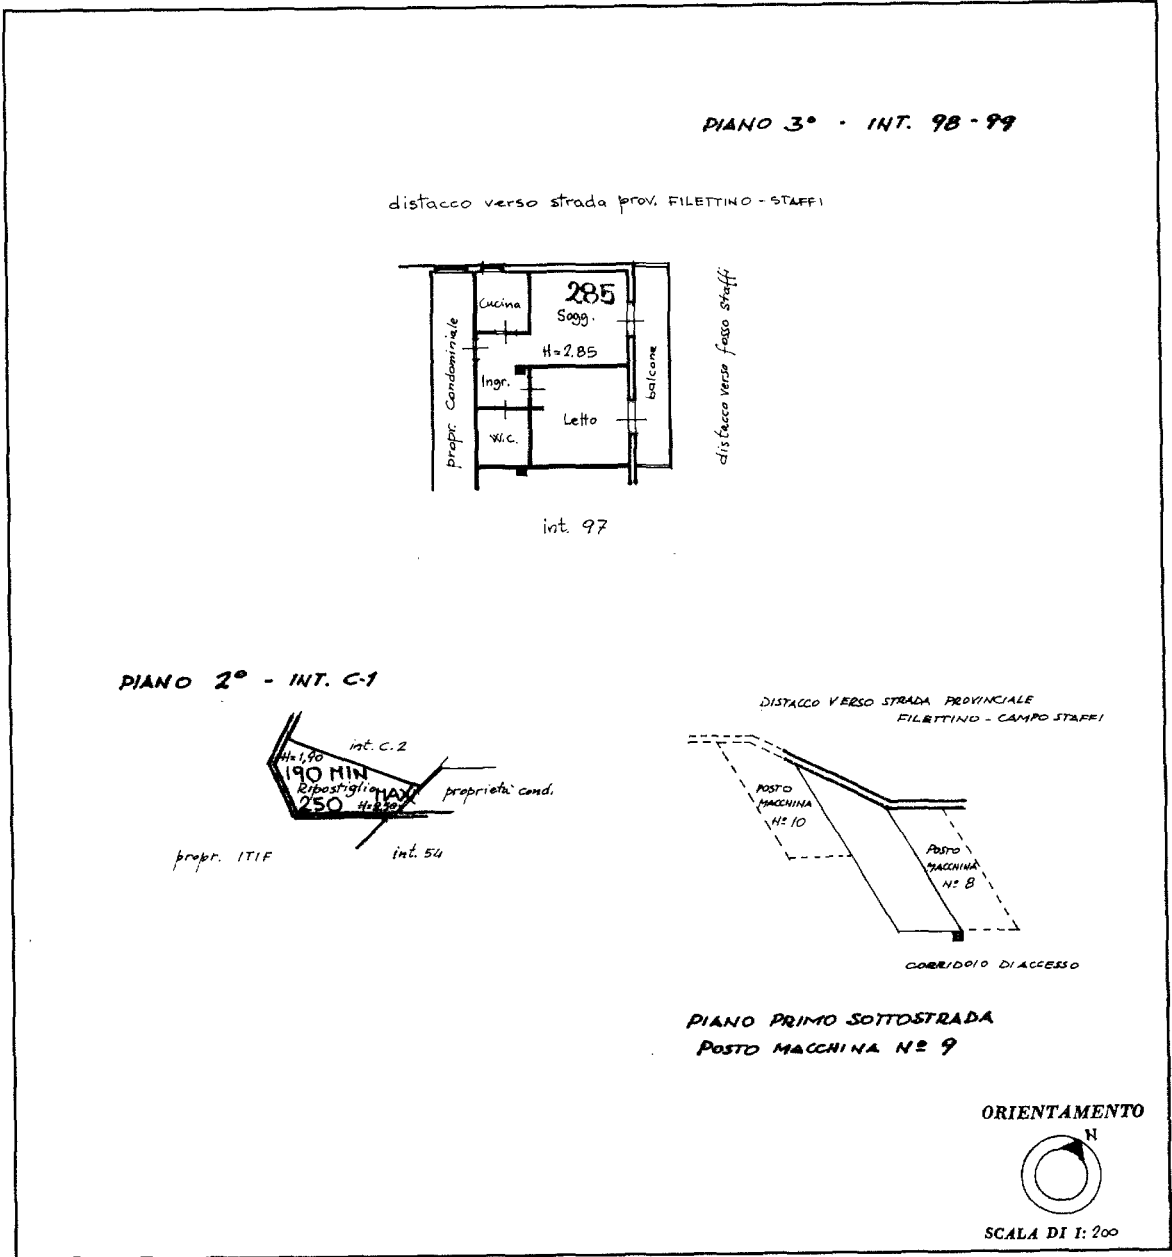 PIANO 3° - INT. 98-99
distacco verso strada prov. FILETTINO - STAFFI
Cucina
285
Sogg.
H=2,85
Ingr.
Letto
W.C.
propr. Condominiale
balcone
distacco verso fosso Staffi
int. 97
PIANO 2° - INT. C-1
int. C.2
H=1,90
190 MIN
Ripostiglio
MAX
250
H=2,50
proprietà cond.
propr. ITIF
int. 54
DISTACCO VERSO STRADA PROVINCIALE
FILETTINO - CAMPO STAFFI
POSTO
MACCHINA
N° 10
POSTO
MACCHINA
N° 8
CORRIDOIO DI ACCESSO
PIANO PRIMO SOTTOSTRADA
POSTO MACCHINA N° 9
ORIENTAMENTO
N
SCALA DI 1: 200